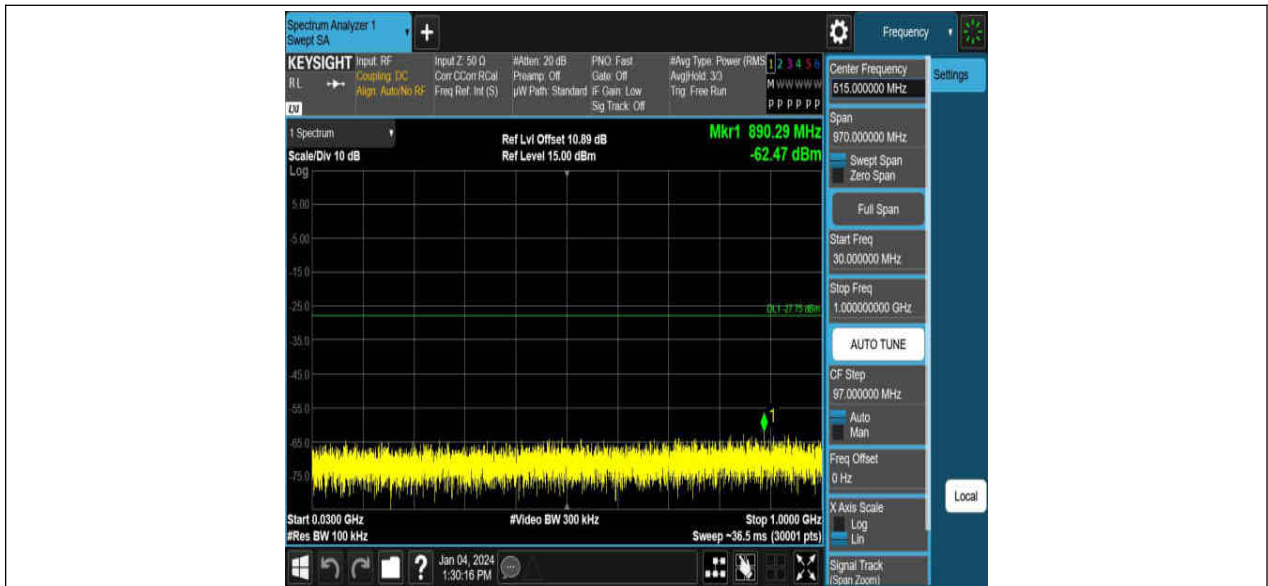 Spectrum Analyzer 1
Swept SA
+
Frequency
KEYSIGHT
RL
Input: RF
Coupling: DC
Align: Auto/No RF
Input Z: 50 Ω
Corr CCorr RCal
Freq Ref: Int (S)
#Atten: 20 dB
Preamp: Off
µW Path: Standard
PNO: Fast
Gate: Off
IF Gain: Low
Sig Track: Off
#Avg Type: Power (RMS
Avg|Hold: 3/3
Trig: Free Run
1 2 3 4 5 6
M W W W W W
P P P P P P
LXI
1 Spectrum
Scale/Div 10 dB
Log
Ref Lvl Offset 10.89 dB
Ref Level 15.00 dBm
Mkr1 890.29 MHz
-62.47 dBm
5.00
-5.00
-15.0
-25.0
DL1 -27.75 dBm
-35.0
-45.0
-55.0
1
-65.0
-75.0
Start 0.0300 GHz
#Res BW 100 kHz
#Video BW 300 kHz
Stop 1.0000 GHz
Sweep ~36.5 ms (30001 pts)
?
Jan 04, 2024
1:30:16 PM
Center Frequency
515.000000 MHz
Settings
Span
970.000000 MHz
Swept Span
Zero Span
Full Span
Start Freq
30.000000 MHz
Stop Freq
1.000000000 GHz
AUTO TUNE
CF Step
97.000000 MHz
Auto
Man
Freq Offset
0 Hz
X Axis Scale
Log
Lin
Local
Signal Track
(Span Zoom)